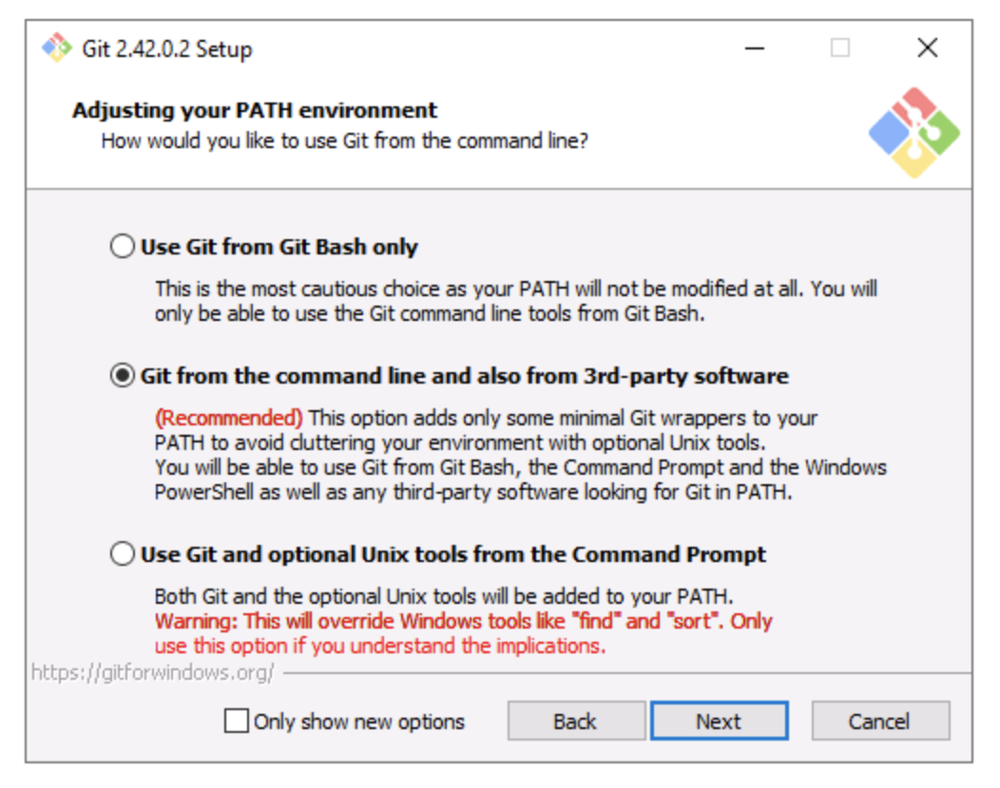 Git 2.42.0.2 Setup
Adjusting your PATH environment
How would you like to use Git from the command line?
Use Git from Git Bash only
This is the most cautious choice as your PATH will not be modified at all. You will
only be able to use the Git command line tools from Git Bash.
Git from the command line and also from 3rd-party software
(Recommended) This option adds only some minimal Git wrappers to your
PATH to avoid cluttering your environment with optional Unix tools.
You will be able to use Git from Git Bash, the Command Prompt and the Windows
PowerShell as well as any third-party software looking for Git in PATH.
Use Git and optional Unix tools from the Command Prompt
Both Git and the optional Unix tools will be added to your PATH.
Warning: This will override Windows tools like "find" and "sort". Only
use this option if you understand the implications.
https://gitforwindows.org/
Only show new options
Back
Next
Cancel